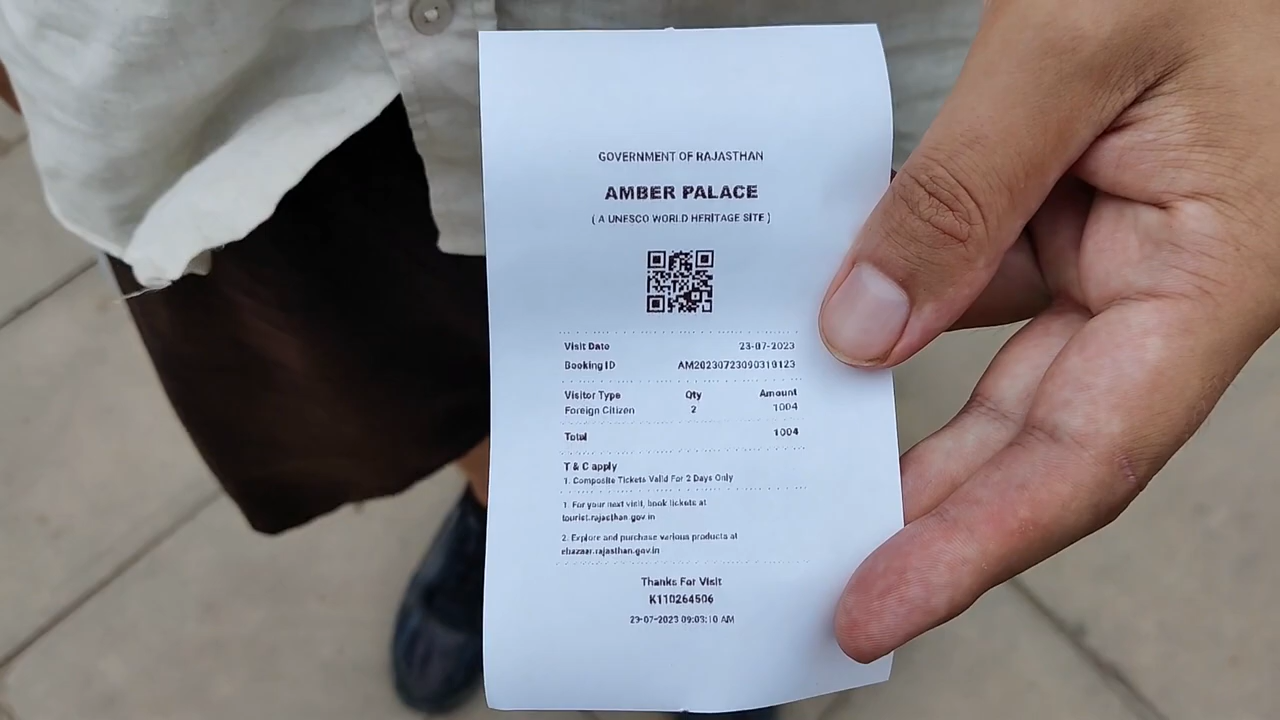 GOVERNMENT OF RAJASTHAN
AMBER PALACE
( A UNESCO WORLD HERITAGE SITE )
Visit Date 23-07-2023
Booking ID AM20230723090319123
Visitor Type Qty Amount
Foreign Citizen 2 1004
Total 1004
T & C apply
1. Composite Tickets Valid For 2 Days Only
1. For your next visit, book tickets at
tourist.rajasthan.gov.in
2. Explore and purchase various products at
ebazaar.rajasthan.gov.in
Thanks For Visit
K110264506
23-07-2023 09:03:10 AM